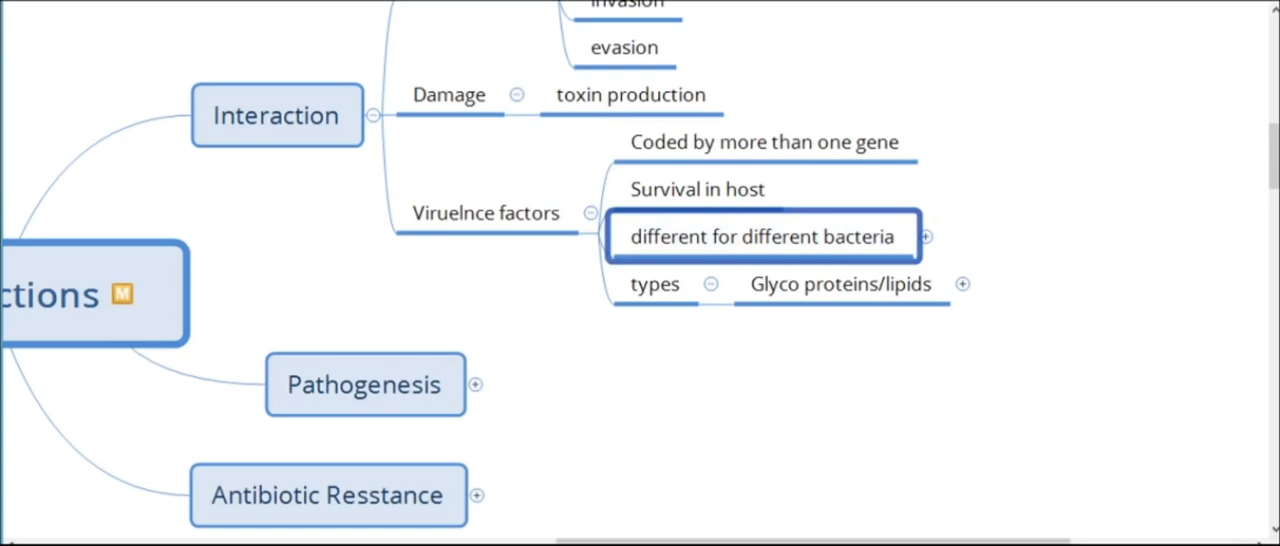 invasion
evasion
Damage
toxin production
Interaction
Coded by more than one gene
Survival in host
Viruelnce factors
different for different bacteria
types
Glyco proteins/lipids
ctions M
Pathogenesis
Antibiotic Resstance